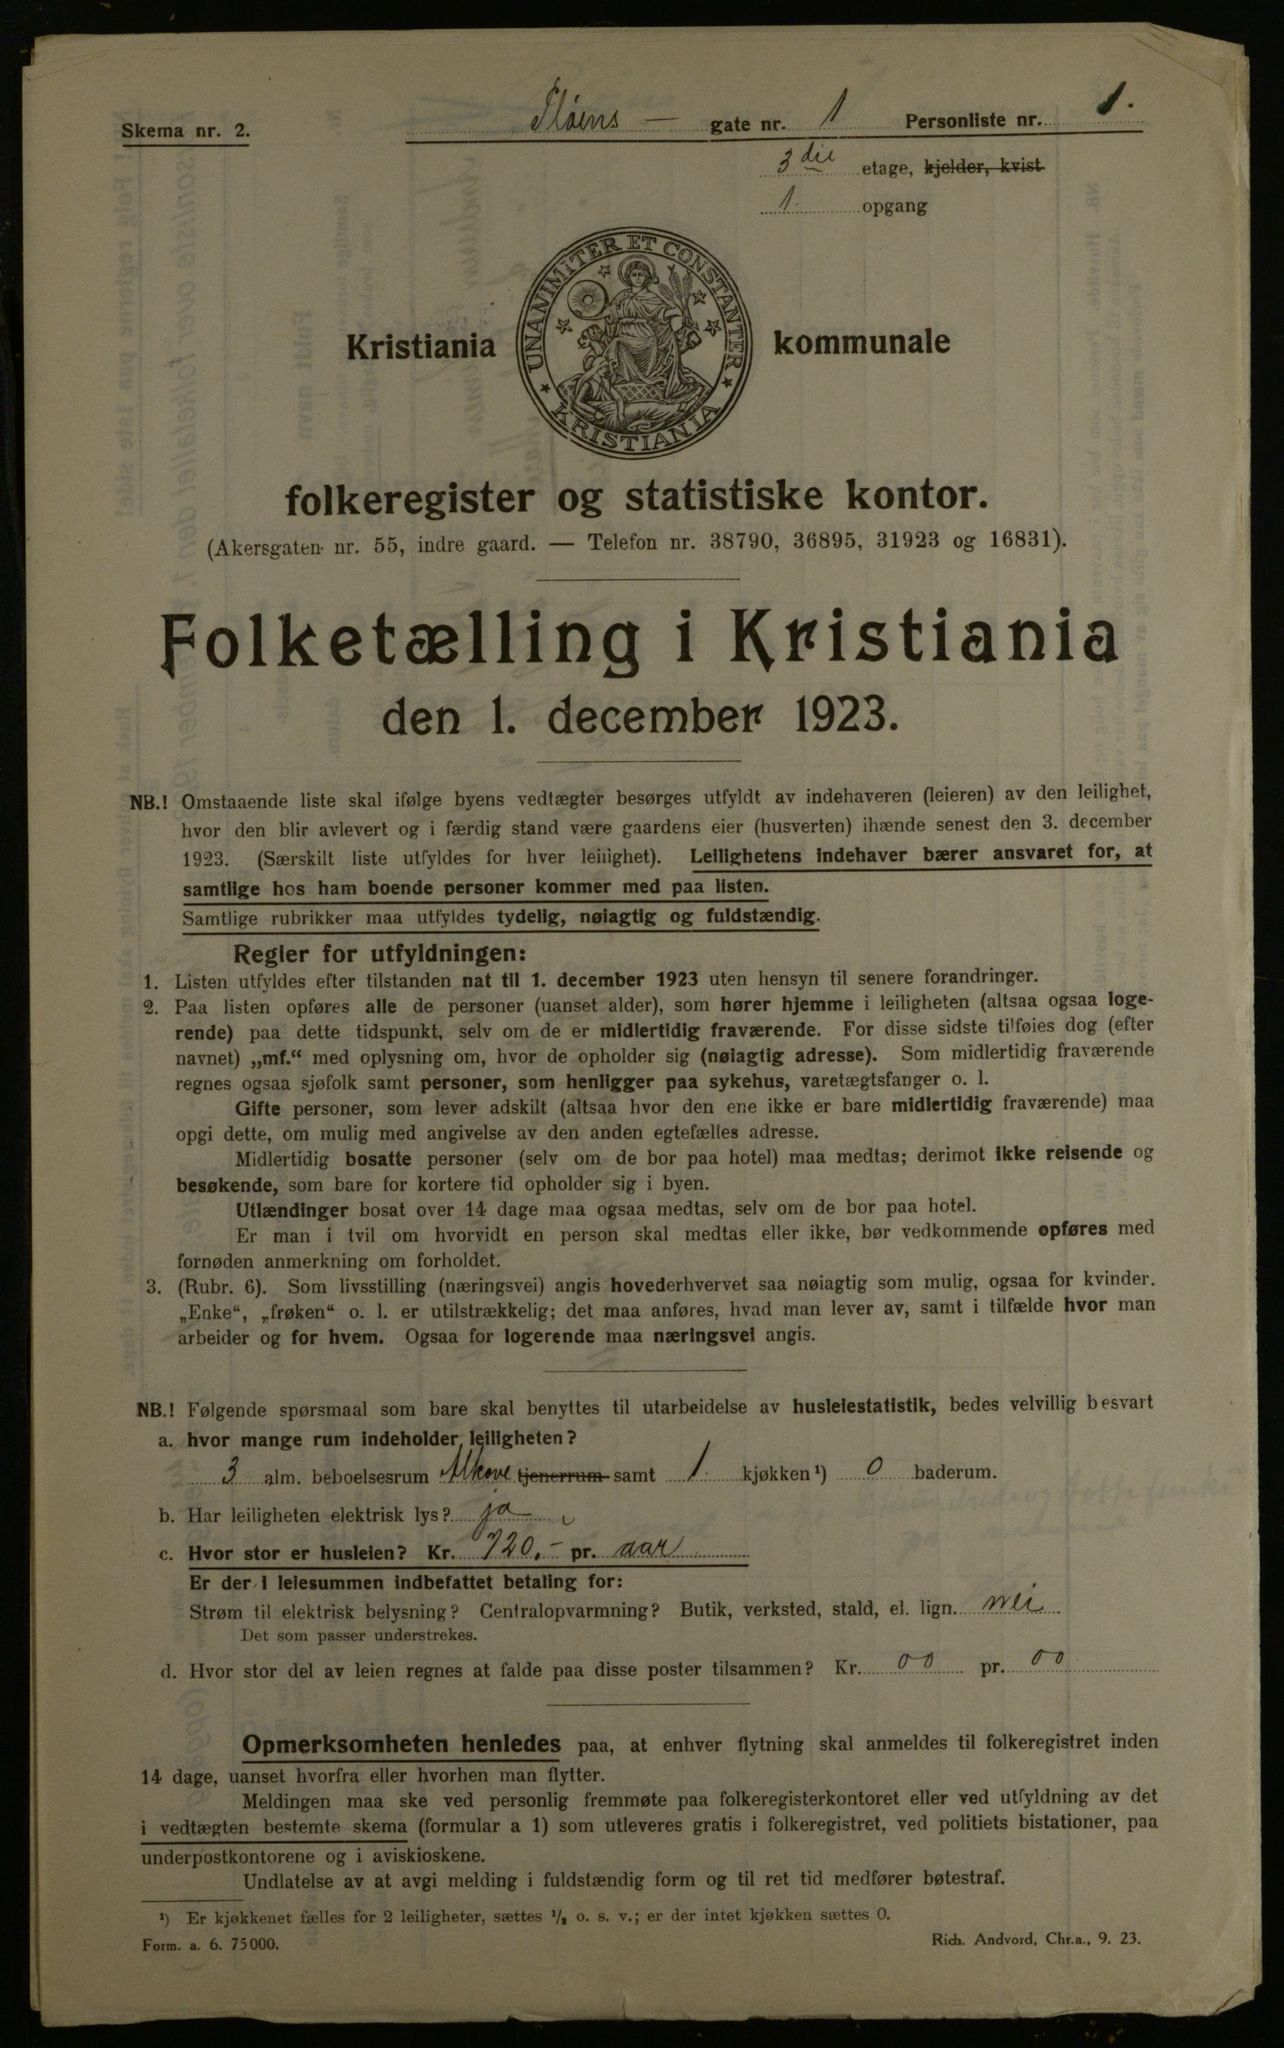 Skema nr. 2.
Fløens — gate nr. 1 Personliste nr. 1.
3 die etage, kjelder, kvist
1. opgang
UNANIMITER ET CONSTANTER
KRISTIANIA
Kristiania kommunale
folkeregister og statistiske kontor.
(Akersgaten nr. 55, indre gaard. — Telefon nr. 38790, 36895, 31923 og 16831).
Folketælling i Kristiania
den 1. december 1923.
NB.! Omstaaende liste skal ifølge byens vedtægter besørges utfyldt av indehaveren (leieren) av den leilighet,
hvor den blir avlevert og i færdig stand være gaardens eier (husverten) ihænde senest den 3. december
1923. (Særskilt liste utfyldes for hver leilighet). Leilighetens indehaver bærer ansvaret for, at
samtlige hos ham boende personer kommer med paa listen.
Samtlige rubrikker maa utfyldes tydelig, nøiagtig og fuldstændig.
Regler for utfyldningen:
1. Listen utfyldes efter tilstanden nat til 1. december 1923 uten hensyn til senere forandringer.
2. Paa listen opføres alle de personer (uanset alder), som hører hjemme i leiligheten (altsaa ogsaa loge-
rende) paa dette tidspunkt, selv om de er midlertidig fraværende. For disse sidste tilføies dog (efter
navnet) „mf.“ med oplysning om, hvor de opholder sig (nøiagtig adresse). Som midlertidig fraværende
regnes ogsaa sjøfolk samt personer, som henligger paa sykehus, varetægtsfanger o. l.
Gifte personer, som lever adskilt (altsaa hvor den ene ikke er bare midlertidig fraværende) maa
opgi dette, om mulig med angivelse av den anden egtefælles adresse.
Midlertidig bosatte personer (selv om de bor paa hotel) maa medtas; derimot ikke reisende og
besøkende, som bare for kortere tid opholder sig i byen.
Utlændinger bosat over 14 dage maa ogsaa medtas, selv om de bor paa hotel.
Er man i tvil om hvorvidt en person skal medtas eller ikke, bør vedkommende opføres med
fornøden anmerkning om forholdet.
3. (Rubr. 6). Som livsstilling (næringsvei) angis hovederhvervet saa nøiagtig som mulig, ogsaa for kvinder.
„Enke“, „frøken“ o. l. er utilstrækkelig; det maa anføres, hvad man lever av, samt i tilfælde hvor man
arbeider og for hvem. Ogsaa for logerende maa næringsvei angis.
NB.! Følgende spørsmaal som bare skal benyttes til utarbeidelse av husleiestatistik, bedes velvillig besvart
a. hvor mange rum indeholder leiligheten?
3 alm. beboelsesrum Alkove tjenerrum samt 1 kjøkken ¹) 0 baderum.
b. Har leiligheten elektrisk lys? ja
c. Hvor stor er husleien? Kr. 720,- pr. aar
Er der i leiesummen indbefattet betaling for:
Strøm til elektrisk belysning? Centralopvarmning? Butik, verksted, stald, el. lign. nei
Det som passer understrekes.
d. Hvor stor del av leien regnes at falde paa disse poster tilsammen? Kr. 00 pr. 00
Opmerksomheten henledes paa, at enhver flytning skal anmeldes til folkeregistret inden
14 dage, uanset hvorfra eller hvorhen man flytter.
Meldingen maa ske ved personlig fremmøte paa folkeregisterkontoret eller ved utfyldning av det
i vedtægten bestemte skema (formular a 1) som utleveres gratis i folkeregistret, ved politiets bistationer, paa
underpostkontorene og i aviskioskene.
Undlatelse av at avgi melding i fuldstændig form og til ret tid medfører bøtestraf.
¹) Er kjøkkenet fælles for 2 leiligheter, sættes ½ o. s. v.; er der intet kjøkken sættes 0.
Form. a. 6. 75000. Rich. Andvord, Chr.a., 9. 23.